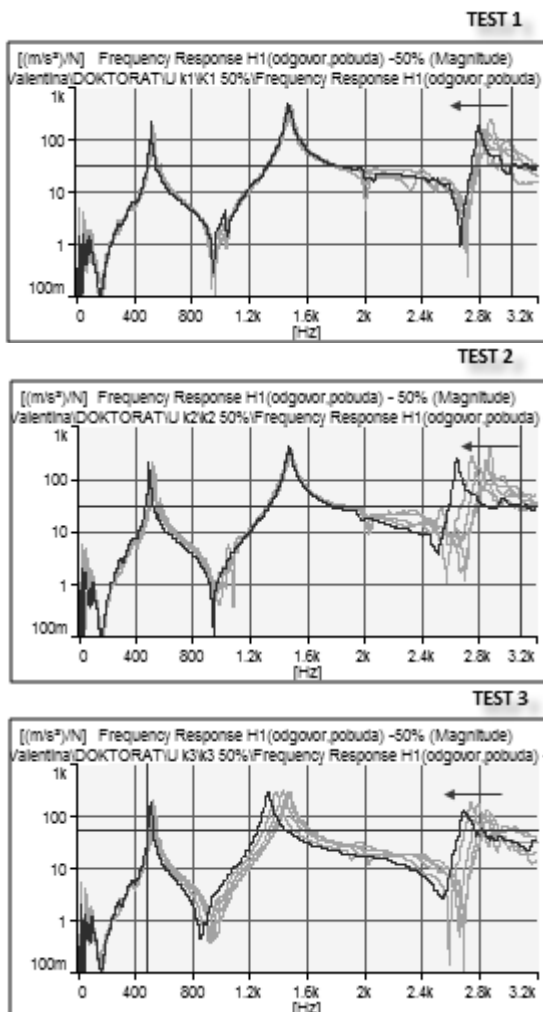 TEST 1
[(m/s²)/N] Frequency Response H1(odgovor,pobuda) -50% (Magnitude)
Valentina\DOKTORAT\U k1\K1 50%\Frequency Response H1(odgovor,pobuda)
1k
100
10
1
100m
0 400 800 1.2k 1.6k 2k 2.4k 2.8k 3.2k
[Hz]
TEST 2
[(m/s²)/N] Frequency Response H1(odgovor,pobuda) - 50% (Magnitude)
Valentina\DOKTORAT\U k2\k2 50%\Frequency Response H1(odgovor,pobuda)
1k
100
10
1
100m
0 400 800 1.2k 1.6k 2k 2.4k 2.8k 3.2k
[Hz]
TEST 3
[(m/s²)/N] Frequency Response H1(odgovor,pobuda) -50% (Magnitude)
Valentina\DOKTORAT\U k3\k3 50%\Frequency Response H1(odgovor,pobuda) -
1k
100
10
1
100m
0 400 800 1.2k 1.6k 2k 2.4k 2.8k 3.2k
[Hz]